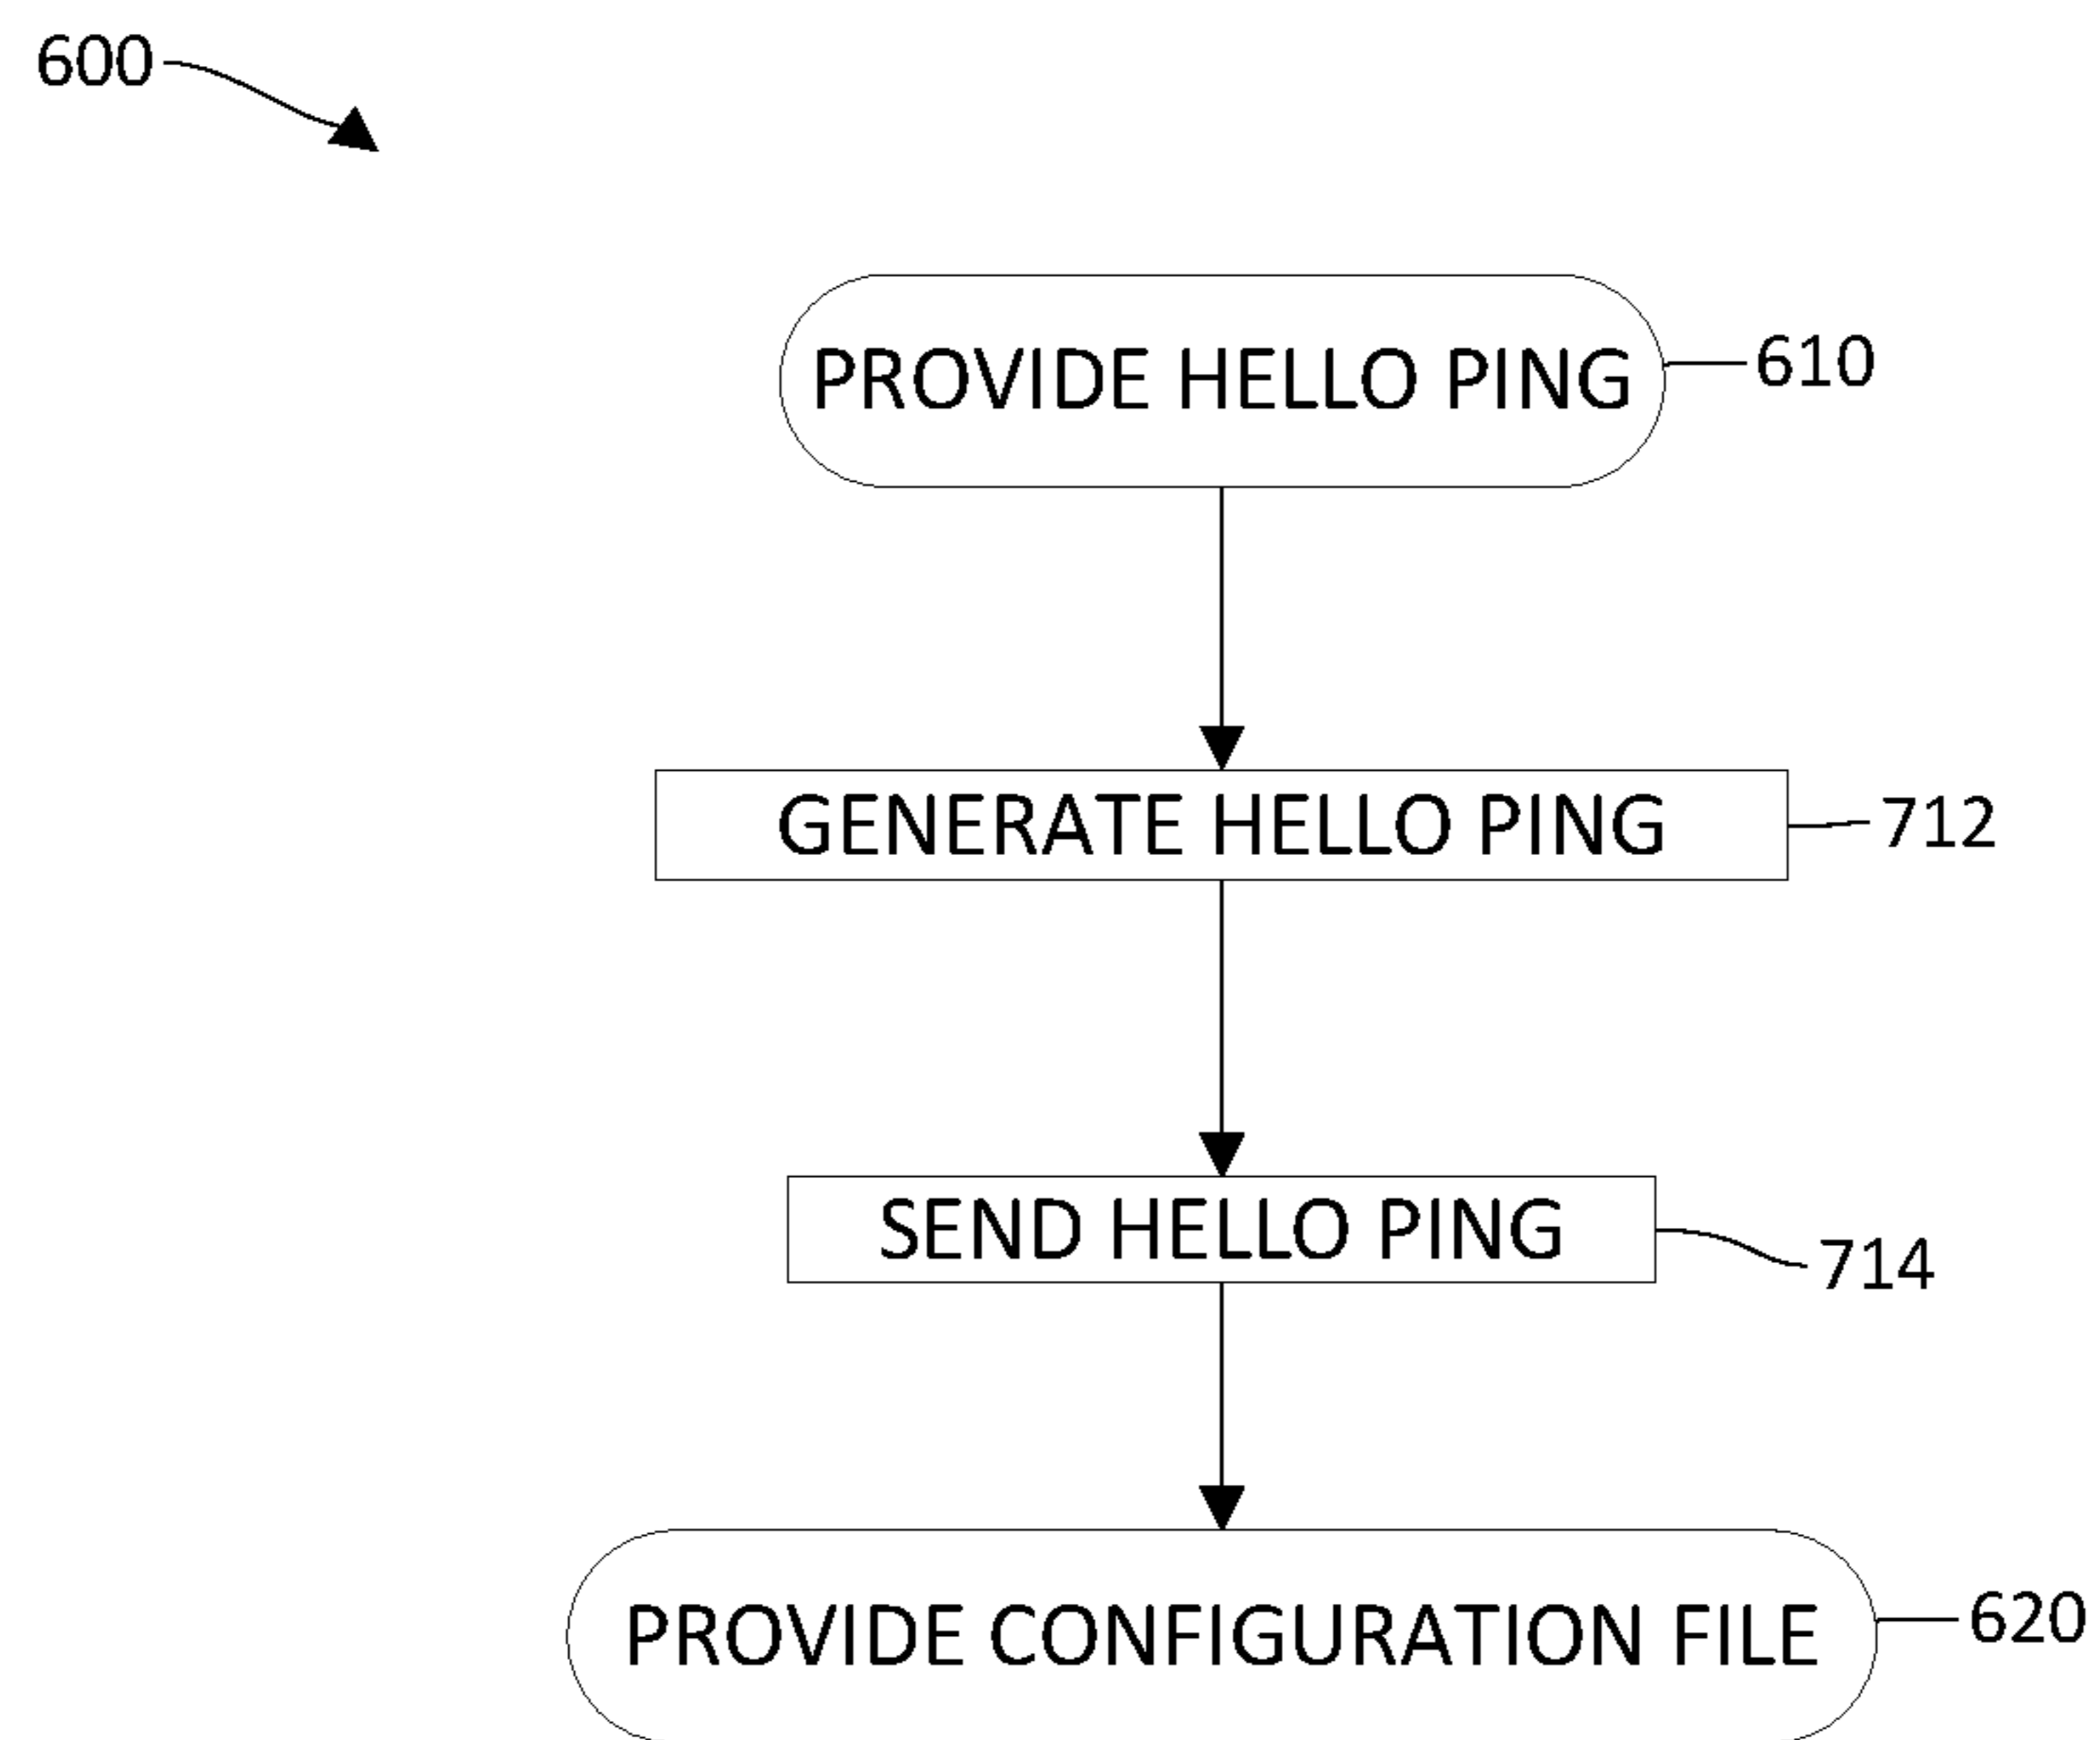 600
PROVIDE HELLO PING
610
GENERATE HELLO PING
712
SEND HELLO PING
714
PROVIDE CONFIGURATION FILE
620